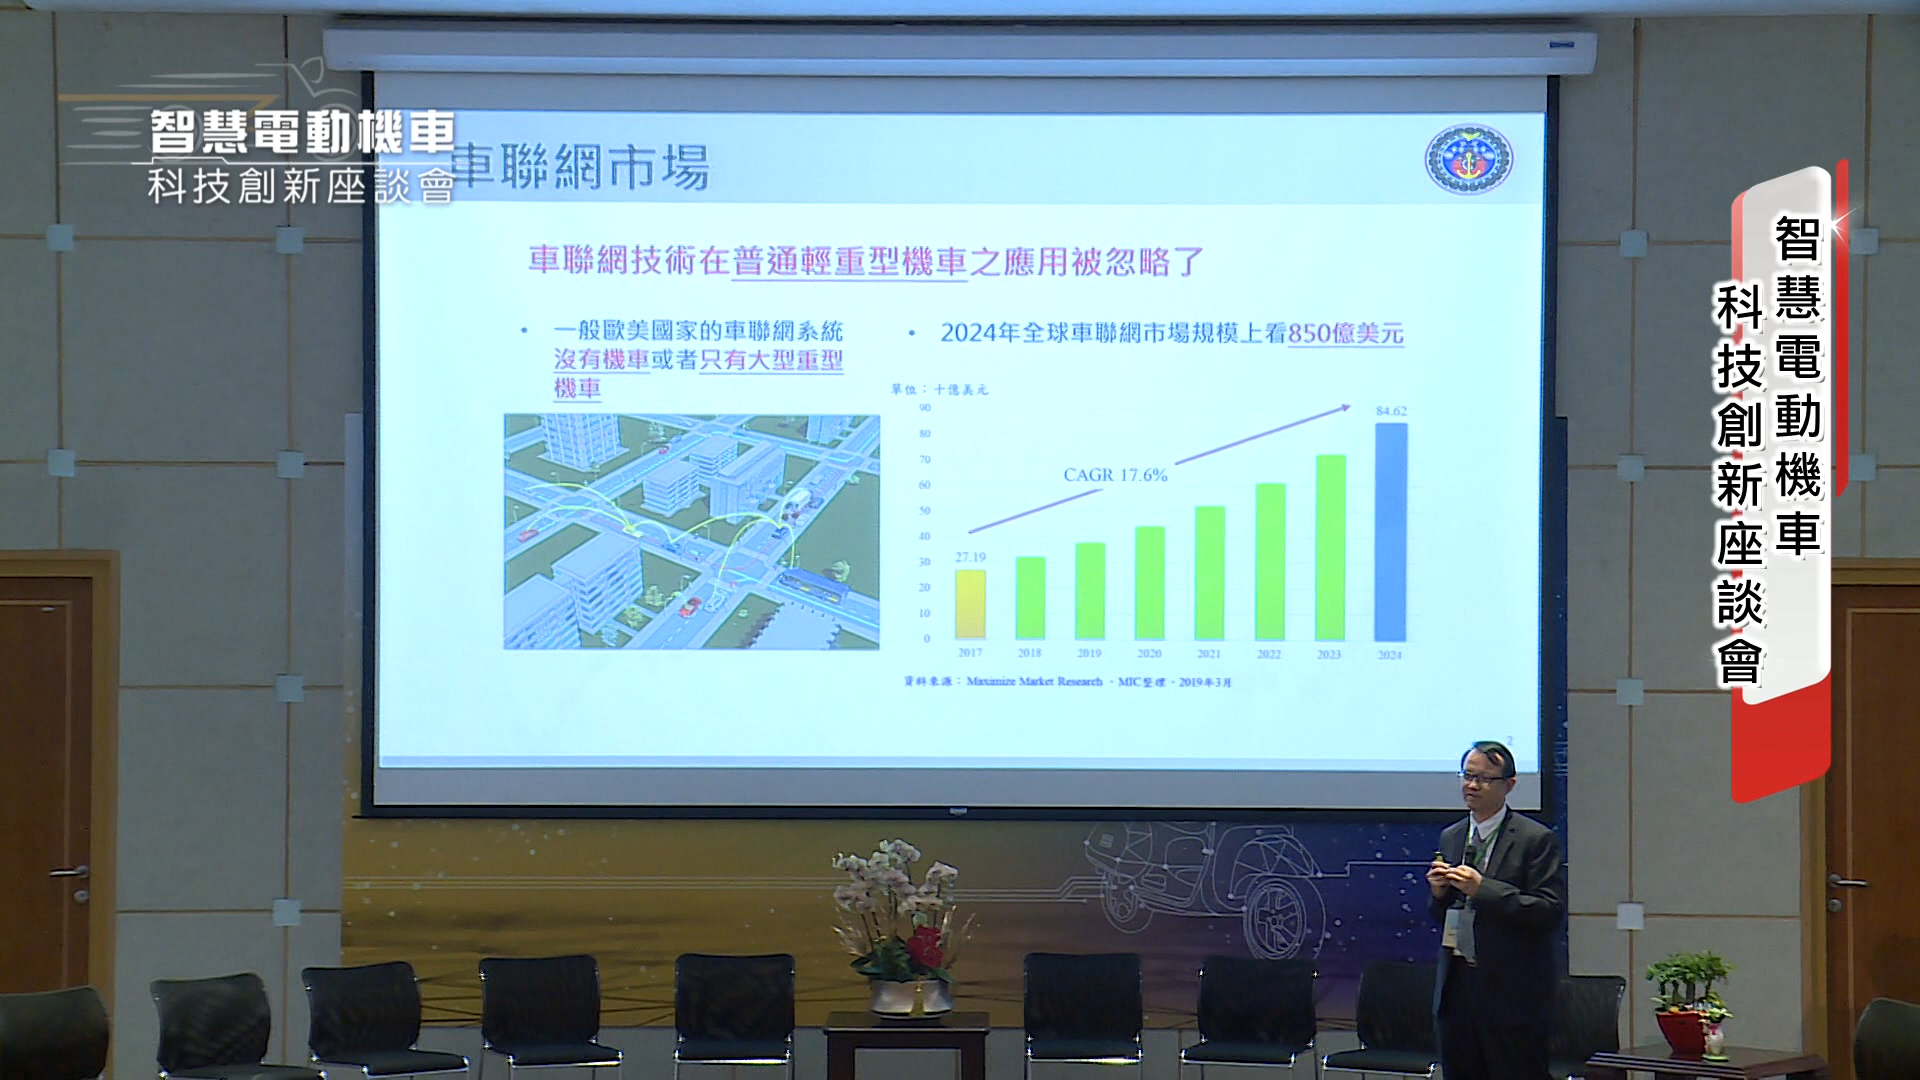 智慧電動機車
科技創新座談會
車聯網市場
車聯網技術在普通輕重型機車之應用被忽略了
• 一般歐美國家的車聯網系統
沒有機車或者只有大型重型
機車
• 2024年全球車聯網市場規模上看850億美元
單位：十億美元
90
80
70
60
50
40
30
20
10
0
CAGR 17.6%
27.19
84.62
2017 2018 2019 2020 2021 2022 2023 2024
資料來源：Maximize Market Research，MIC整理，2019年3月
2
智慧電動機車
科技創新座談會